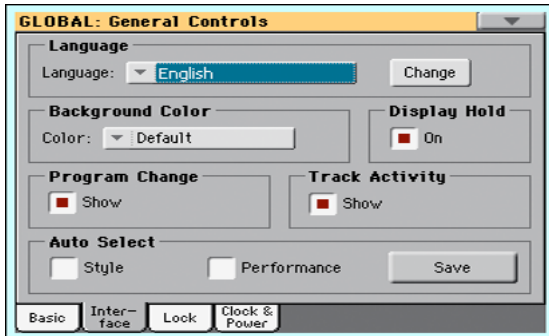 GLOBAL: General Controls
Language
Language: English Change
Background Color Display Hold
Color: Default On
Program Change Track Activity
Show Show
Auto Select
Style Performance Save
Basic Inter-
face Lock Clock &
Power